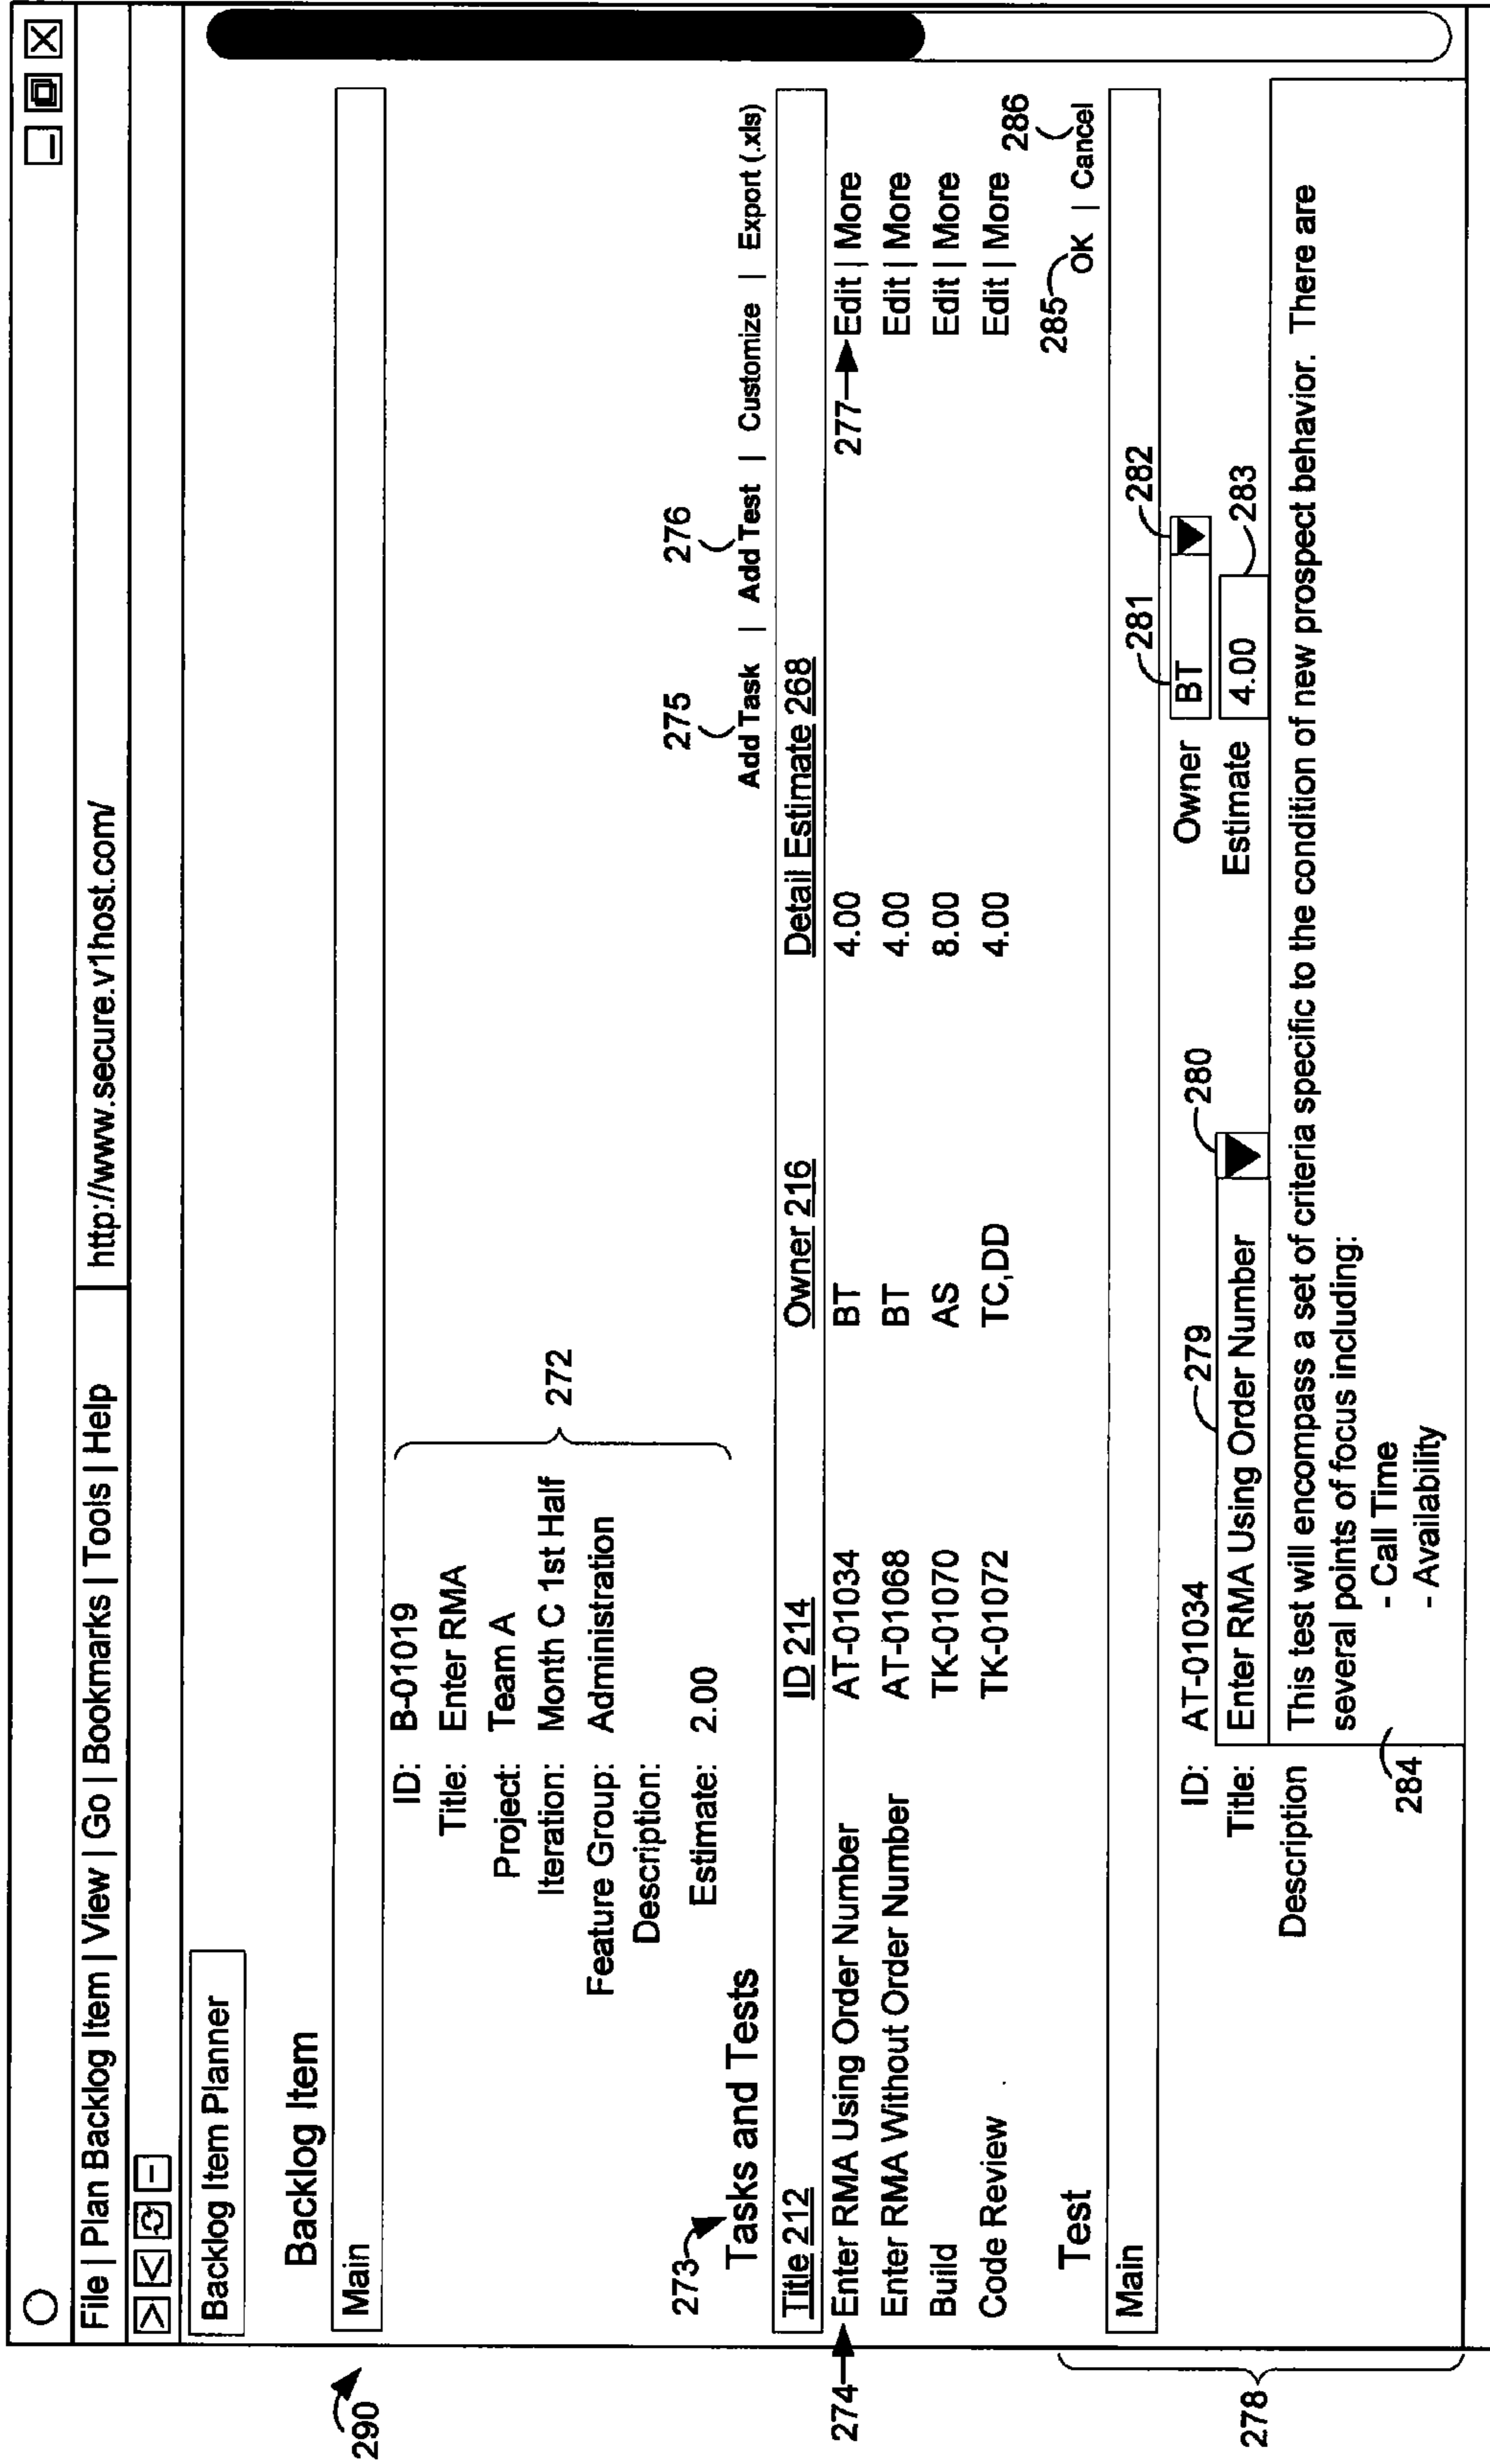 File | Plan Backlog Item | View | Go | Bookmarks | Tools | Help http://www.secure.v1host.com/
Backlog Item Planner
290
Backlog Item
Main
ID: B-01019
Title: Enter RMA
Project: Team A
Iteration: Month C 1st Half
Feature Group: Administration
Description:
Estimate: 2.00
272
273
Tasks and Tests
275 276
Add Task | Add Test | Customize | Export (.xls)
Title 212 ID 214 Owner 216 Detail Estimate 268
274 Enter RMA Using Order Number AT-01034 BT 4.00 277 Edit | More
Enter RMA Without Order Number AT-01068 BT 4.00 Edit | More
Build TK-01070 AS 8.00 Edit | More
Code Review TK-01072 TC,DD 4.00 Edit | More
285 286
Test OK | Cancel
Main
278
ID: AT-01034 279 280 Owner BT 281 282
Title: Enter RMA Using Order Number Estimate 4.00 283
Description This test will encompass a set of criteria specific to the condition of new prospect behavior. There are
several points of focus including:
- Call Time
- Availability
284